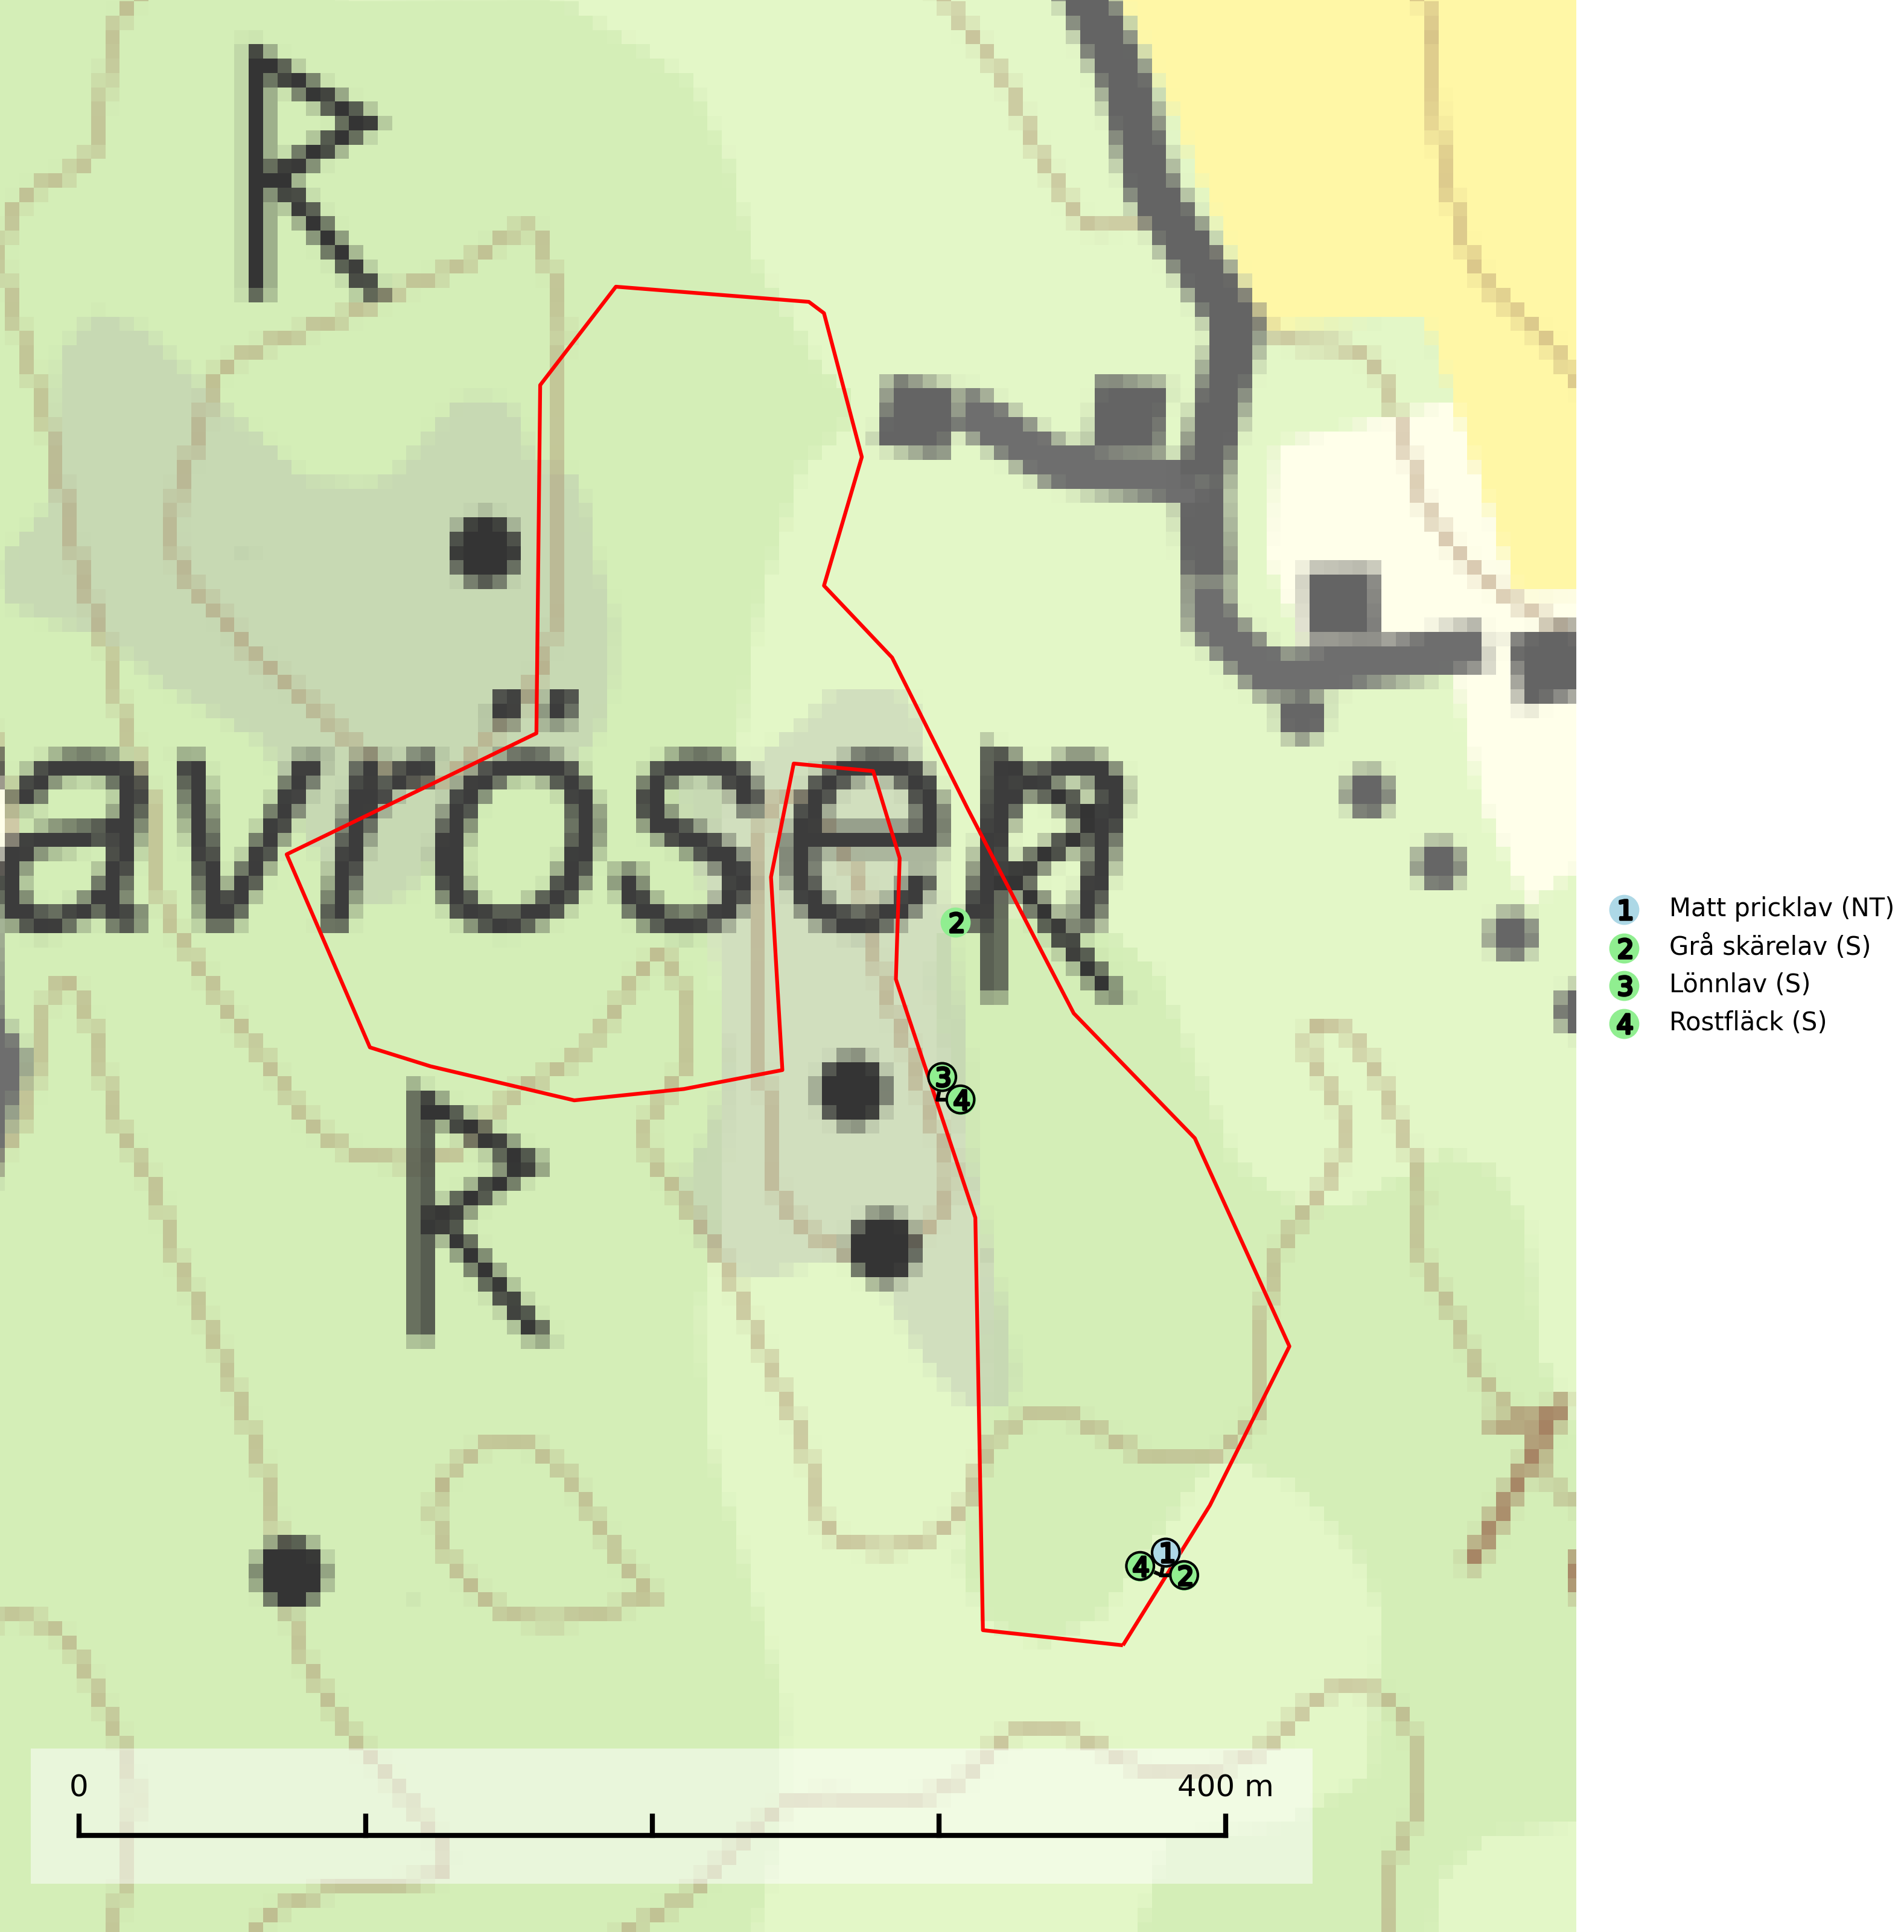 R
avrösen
R
2
3
4
R
1
4
2
0
400 m
1 Matt pricklav (NT)
2 Grå skärelav (S)
3 Lönnlav (S)
4 Rostfläck (S)